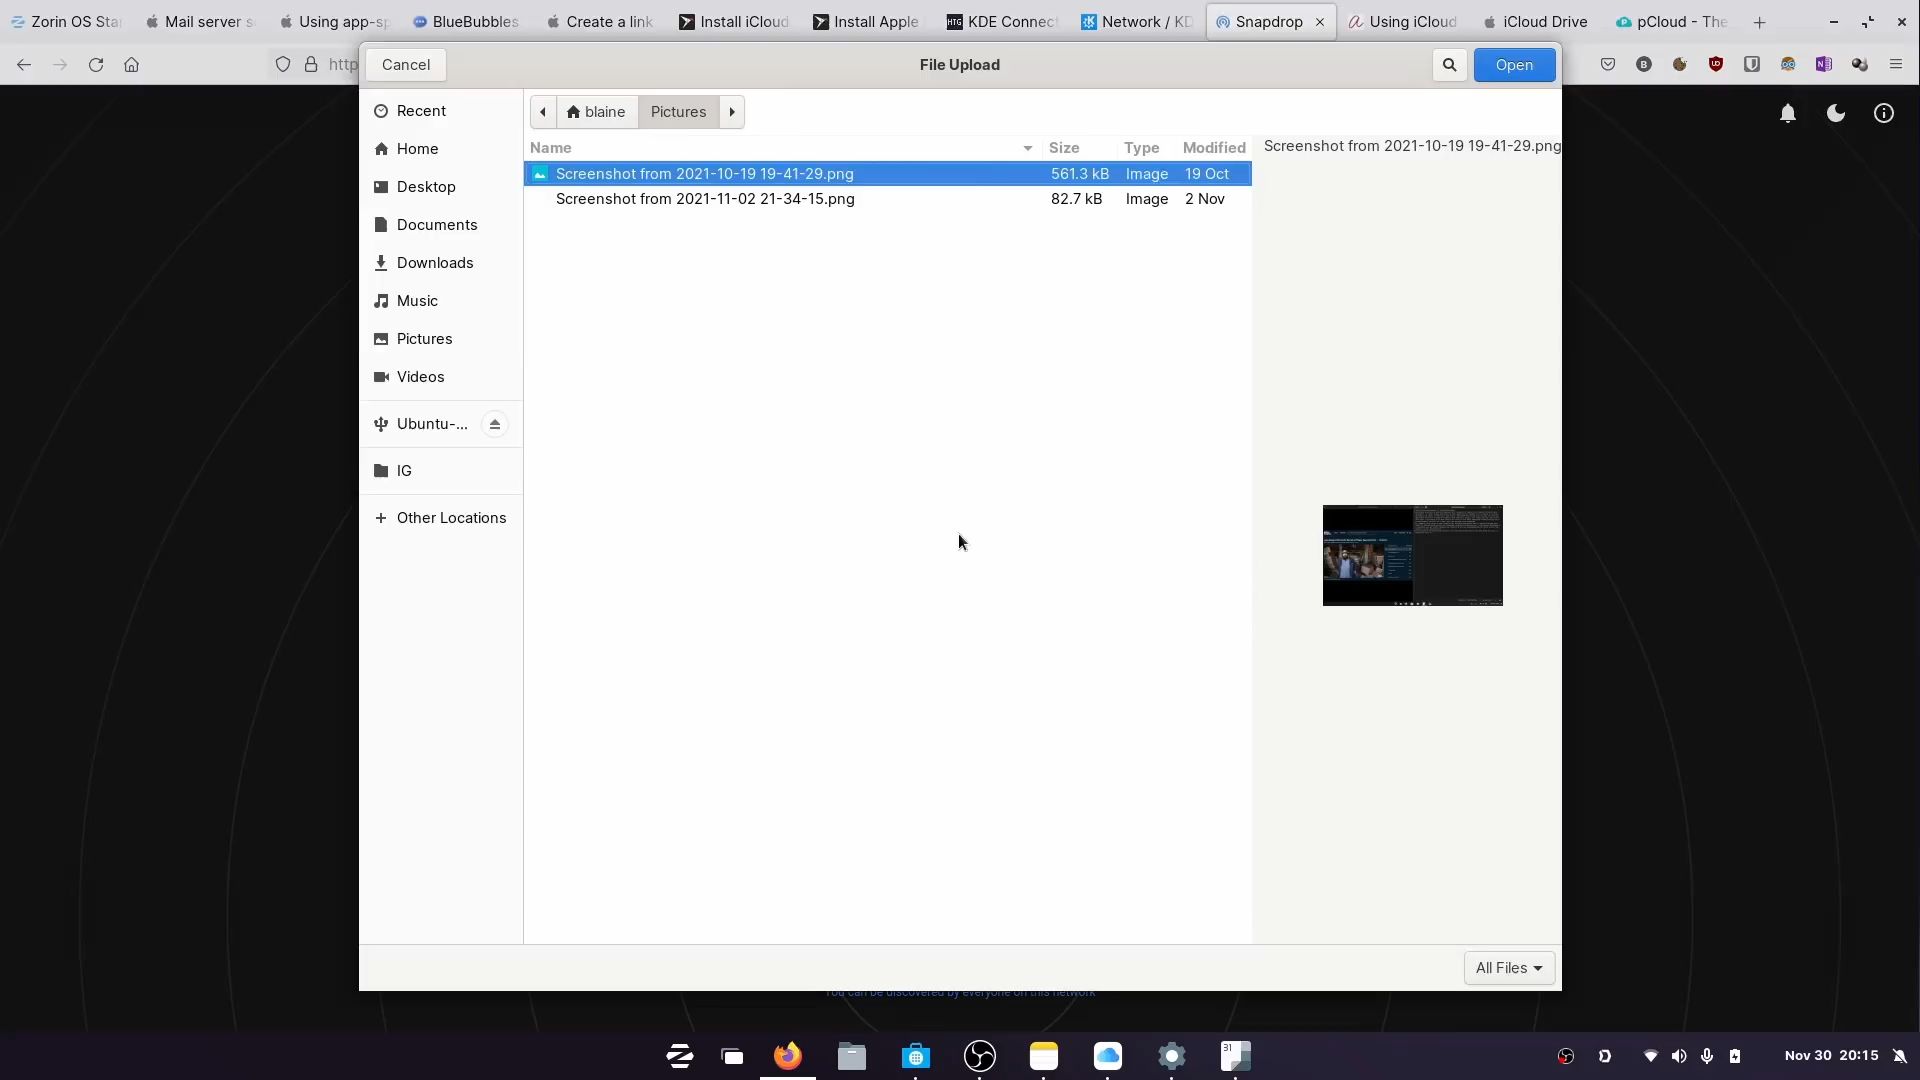 Zorin OS Sta
Mail server s
Using app-sp
BlueBubbles
Create a link
Install iCloud
Install Apple
HTG KDE Connec
Network / KD
Snapdrop
Using iCloud
iCloud Drive
pCloud - The
http
Cancel
File Upload
Open
Recent
Home
Desktop
Documents
Downloads
Music
Pictures
Videos
Ubuntu-...
IG
Other Locations
blaine
Pictures
Name Size Type Modified
Screenshot from 2021-10-19 19-41-29.png 561.3 kB Image 19 Oct
Screenshot from 2021-11-02 21-34-15.png 82.7 kB Image 2 Nov
Screenshot from 2021-10-19 19-41-29.png
All Files
You can be discovered by everyone on this network
31
Nov 30 20:15